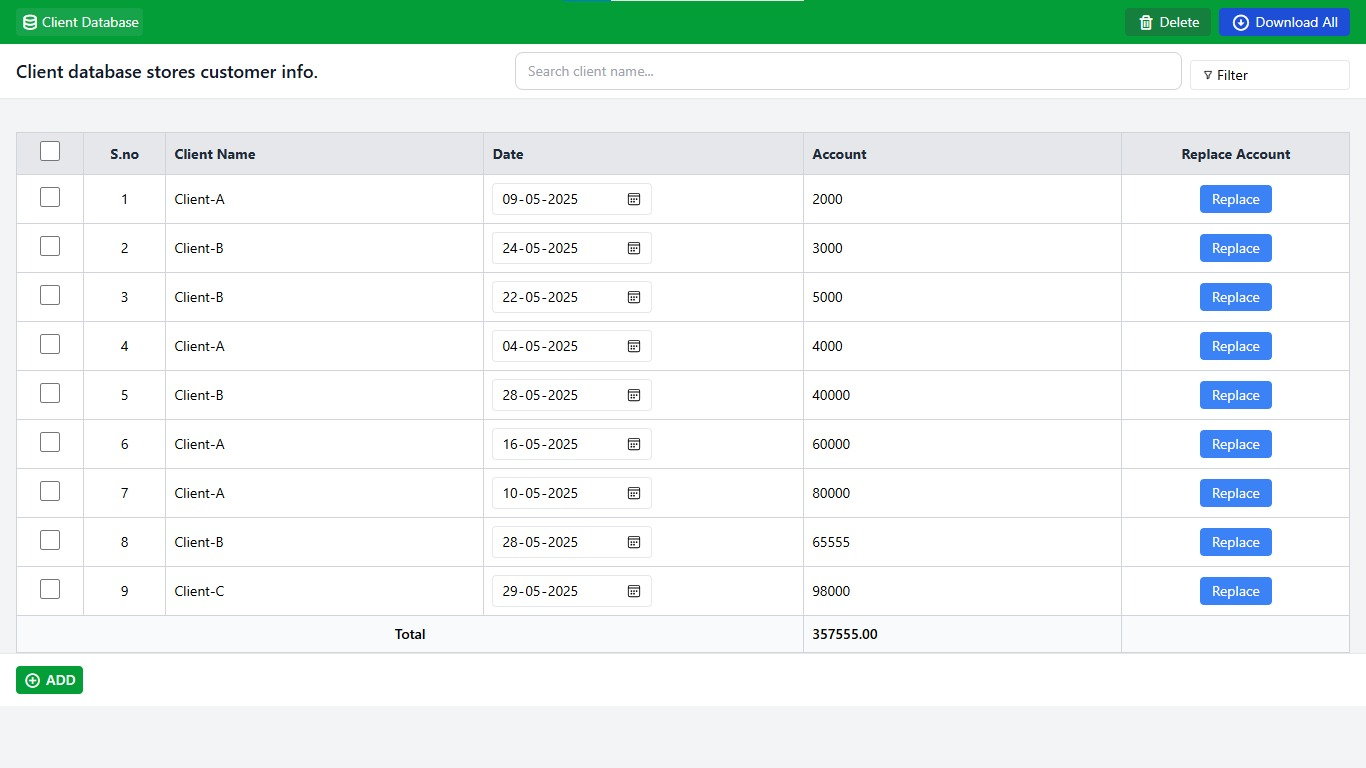 Client Database Delete Download All
Client database stores customer info. Search client name... Filter
S.no Client Name Date Account Replace Account
1 Client-A 09-05-2025 2000 Replace
2 Client-B 24-05-2025 3000 Replace
3 Client-B 22-05-2025 5000 Replace
4 Client-A 04-05-2025 4000 Replace
5 Client-B 28-05-2025 40000 Replace
6 Client-A 16-05-2025 60000 Replace
7 Client-A 10-05-2025 80000 Replace
8 Client-B 28-05-2025 65555 Replace
9 Client-C 29-05-2025 98000 Replace
Total 357555.00
ADD